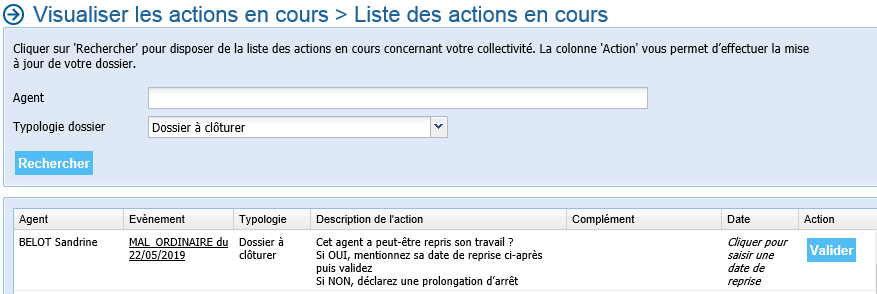 Visualiser les actions en cours > Liste des actions en cours
Cliquer sur 'Rechercher' pour disposer de la liste des actions en cours concernant votre collectivité. La colonne 'Action' vous permet d'effectuer la mise
à jour de votre dossier.
Agent
Typologie dossier Dossier à clôturer
Rechercher
Agent Evènement Typologie Description de l'action Complément Date Action
BELOT Sandrine MAL_ORDINAIRE du Dossier à Cet agent a peut-être repris son travail ? Cliquer pour Valider
22/05/2019 clôturer Si OUI, mentionnez sa date de reprise ci-après saisir une
puis validez date de
Si NON, déclarez une prolongation d'arrêt reprise